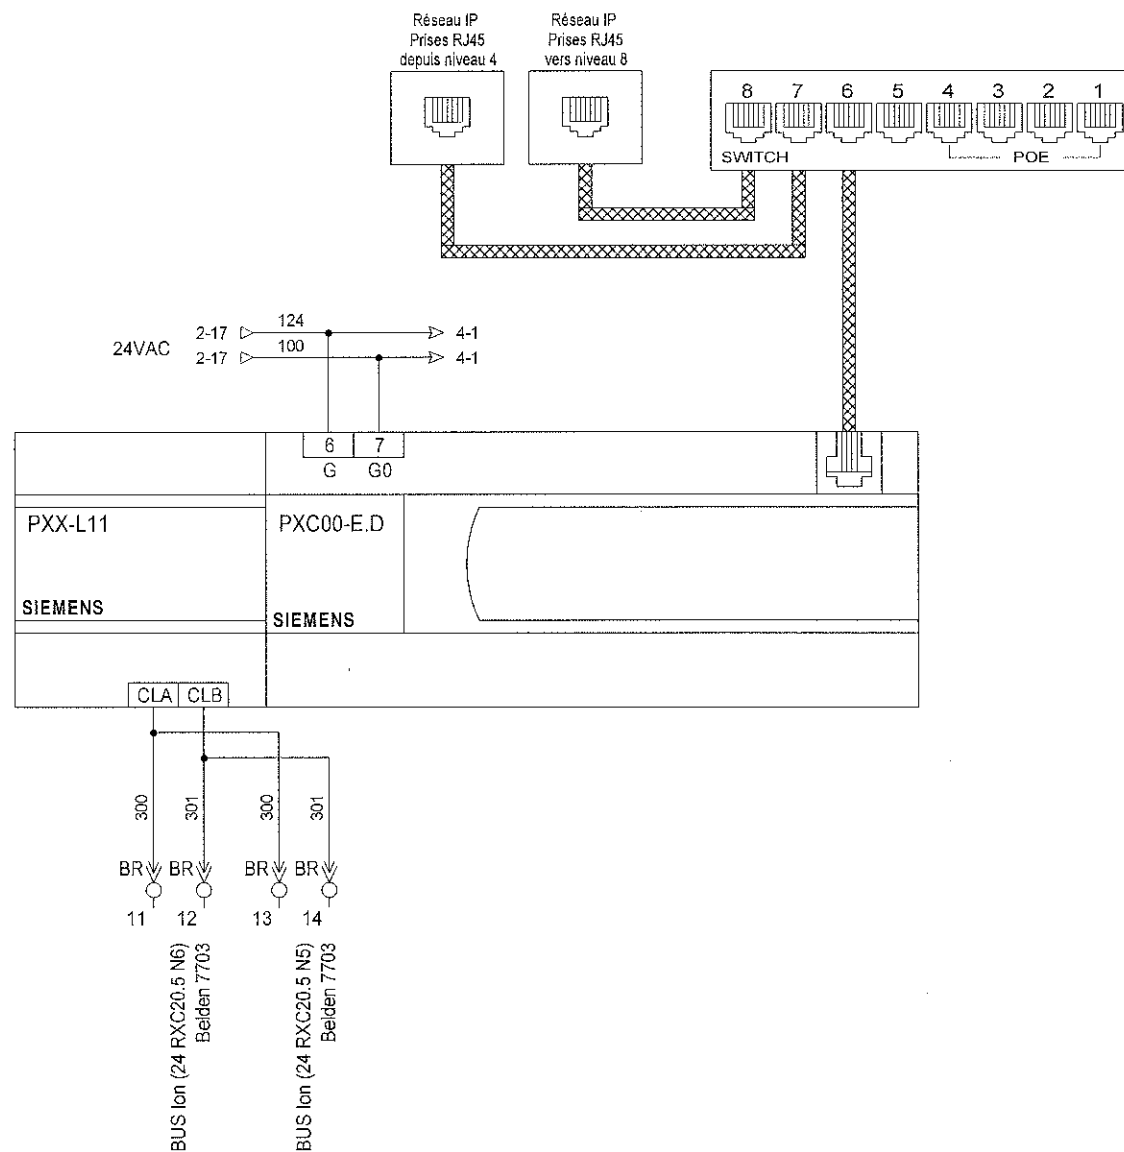 Réseau IP
Prises RJ45
depuis niveau 4
Réseau IP
Prises RJ45
vers niveau 8
8 7 6 5 4 3 2 1
SWITCH
POE
24VAC
2-17 124 4-1
2-17 100 4-1
6 7
G G0
PXX-L11
SIEMENS
PXC00-E.D
SIEMENS
CLA CLB
300 301 300 301
BR BR BR BR
11 12 13 14
BUS lon (24 RXC20.5 N6)
Belden 7703
BUS lon (24 RXC20.5 N5)
Belden 7703